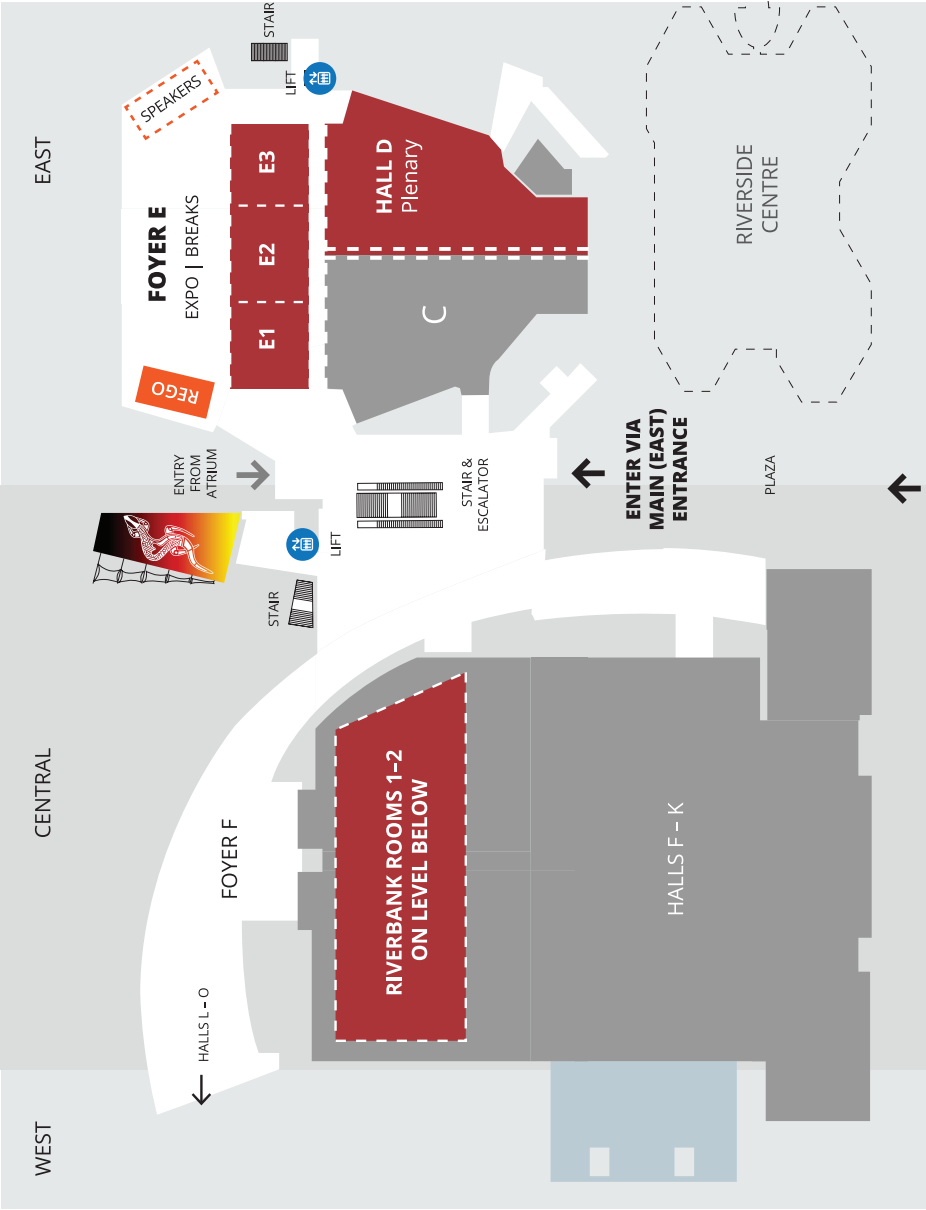 WEST
CENTRAL
EAST
HALLS L – O
FOYER F
STAIR
LIFT
ENTRY
FROM
ATRIUM
REGO
FOYER E
EXPO | BREAKS
SPEAKERS
STAIR
LIFT
E1
E2
E3
HALL D
Plenary
C
STAIR &
ESCALATOR
RIVERBANK ROOMS 1–2
ON LEVEL BELOW
HALLS F – K
ENTER VIA
MAIN (EAST)
ENTRANCE
PLAZA
RIVERSIDE
CENTRE